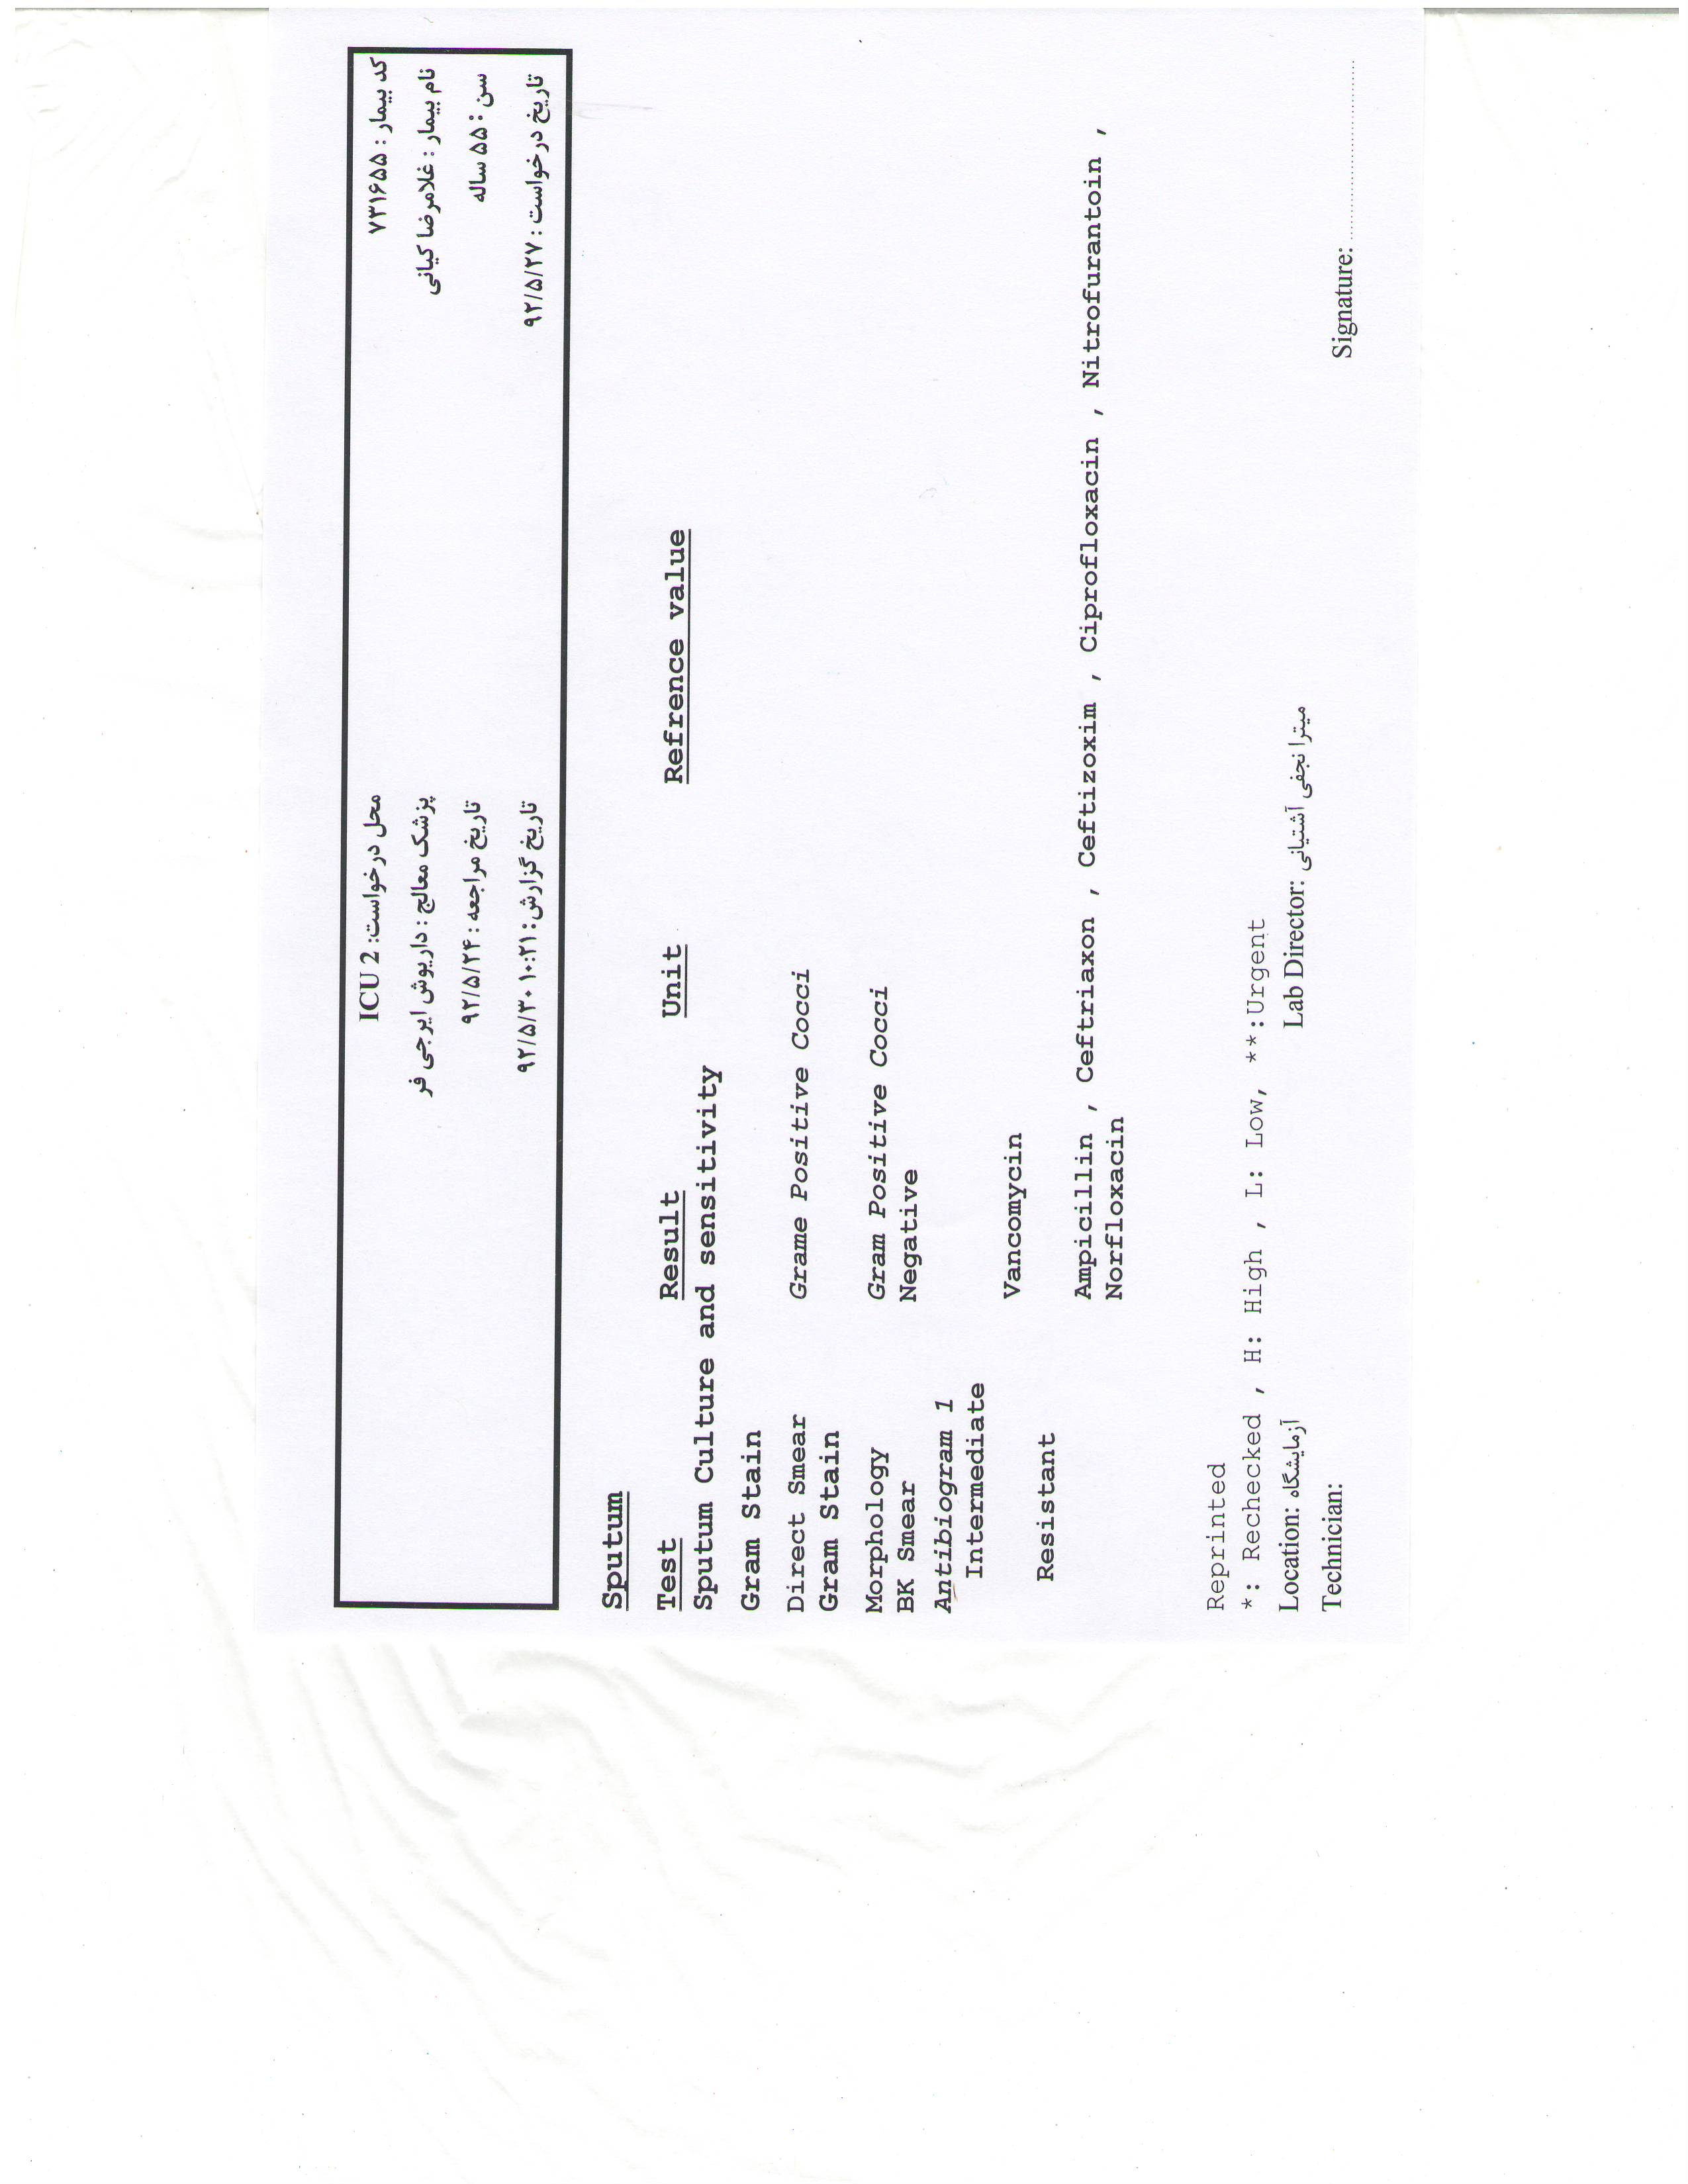 کد بیمار : ۷۳۱۶۵۵ محل درخواست: ICU 2
نام بیمار : غلامرضا کیانی پزشک معالج : داریوش ایرجی فر
سن : ۵۵ ساله تاریخ مراجعه : ۹۲/۵/۲۴
تاریخ درخواست : ۹۲/۵/۲۷ تاریخ گزارش: ۱۰:۲۱ ۹۲/۵/۳۰
Sputum
Test Result Unit Refrence value
Sputum Culture and sensitivity
Gram Stain
Direct Smear Grame Positive Cocci
Gram Stain
Morphology Gram Positive Cocci
BK Smear Negative
Antibiogram 1
Intermediate
Vancomycin
Resistant
Ampicillin , Ceftriaxon , Ceftizoxim , Ciprofloxacin , Nitrofurantoin ,
Norfloxacin
Reprinted
*: Rechecked , H: High , L: Low, **:Urgent
Location: آزمایشگاه Lab Director: میترا نجفی آشتیانی
Technician: Signature: ........................................